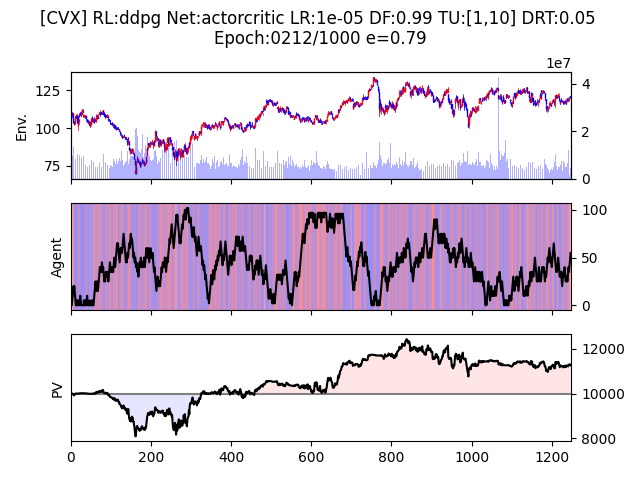 [CVX] RL:ddpg Net:actorcritic LR:1e-05 DF:0.99 TU:[1,10] DRT:0.05
Epoch:0212/1000 e=0.79
1e7
125
100
75
Env.
4
2
0
Agent
100
50
0
PV
12000
10000
8000
0 200 400 600 800 1000 1200